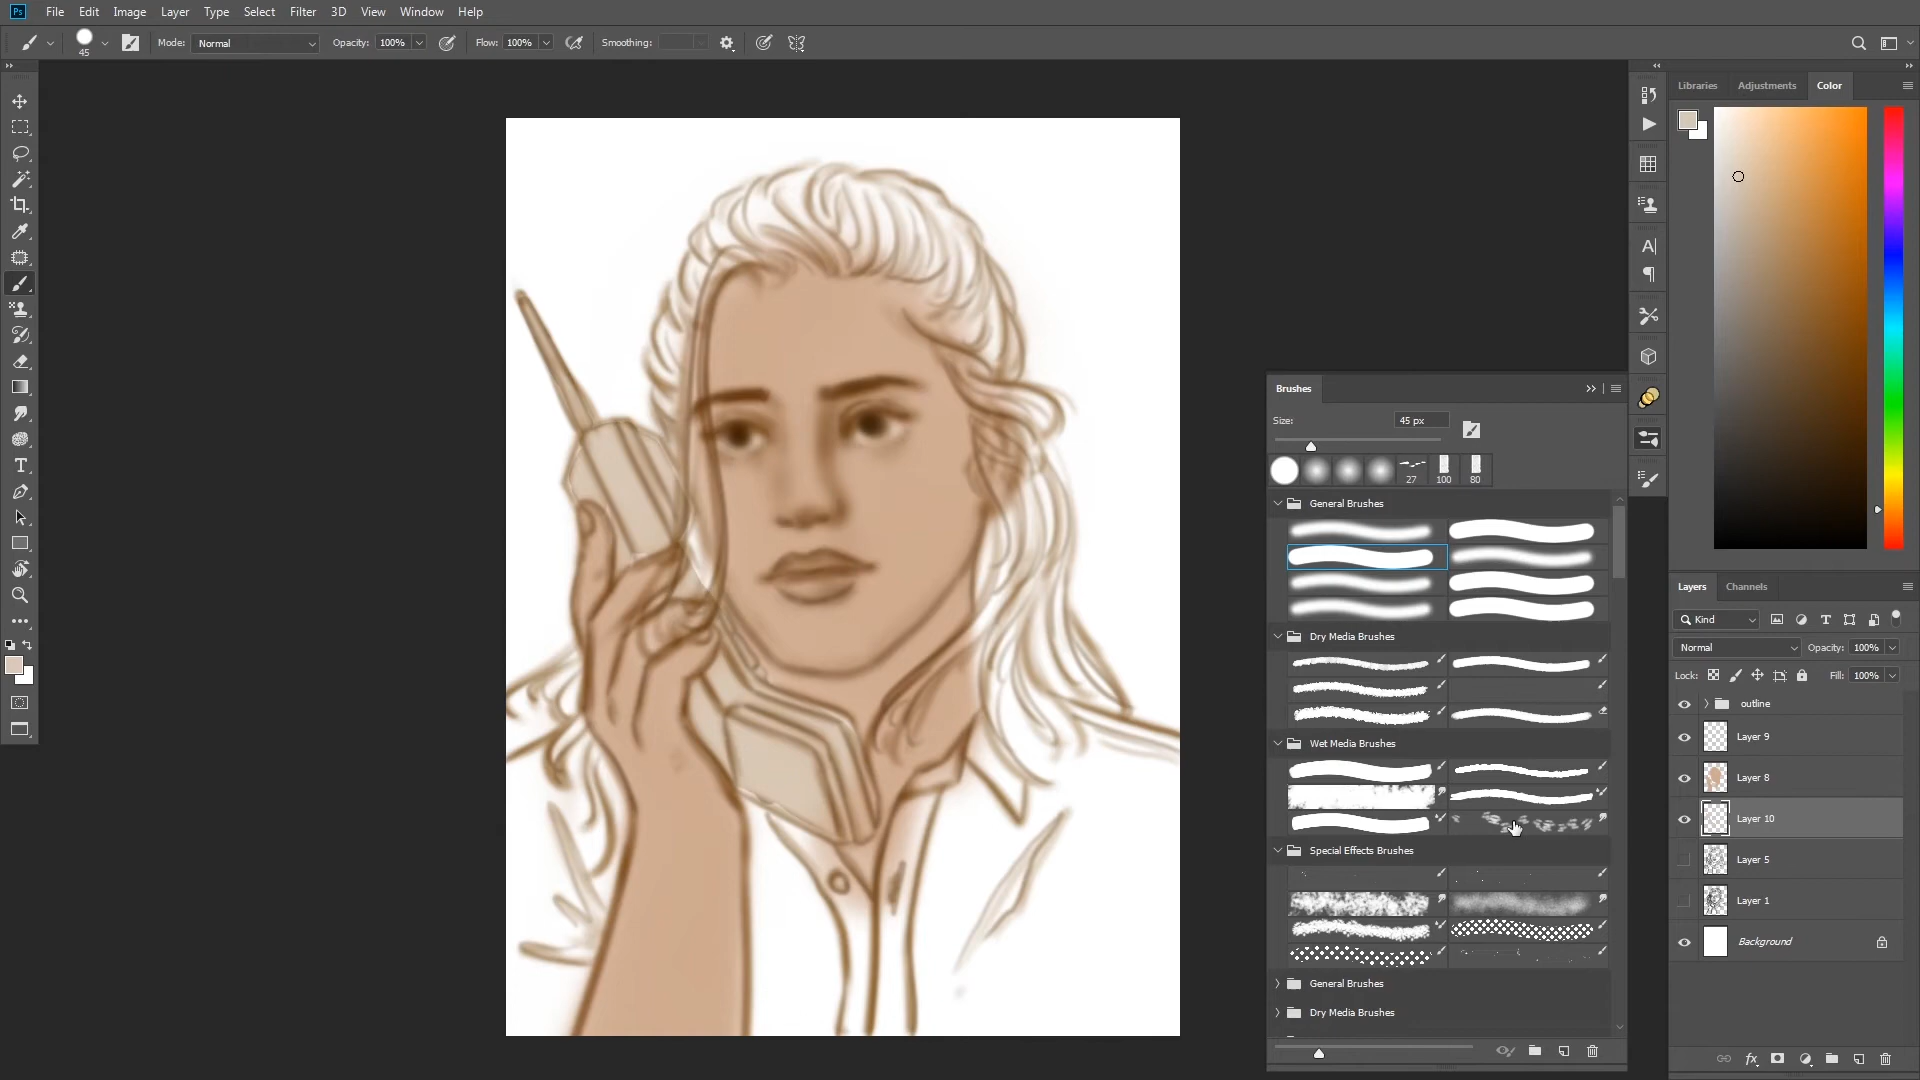 Ps File Edit Image Layer Type Select Filter 3D View Window Help
45 Mode: Normal Opacity: 100% Flow: 100% Smoothing:
Libraries Adjustments Color
Brushes
Size: 45 px
27 100 80
General Brushes
Dry Media Brushes
Wet Media Brushes
Special Effects Brushes
General Brushes
Dry Media Brushes
Layers Channels
Kind
Normal Opacity: 100%
Lock: Fill: 100%
outline
Layer 9
Layer 8
Layer 10
Layer 5
Layer 1
Background